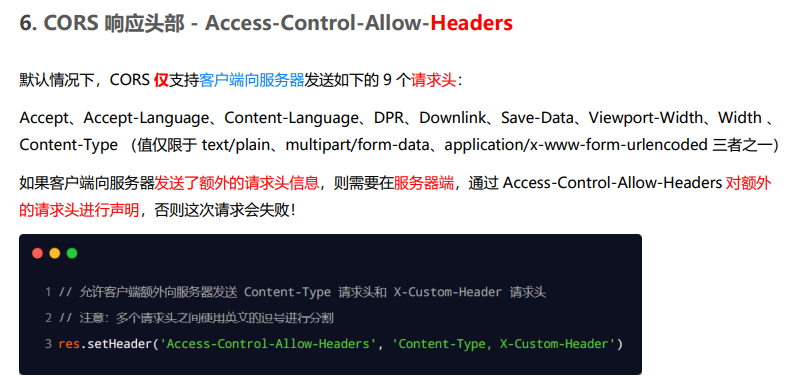 6. CORS 响应头部 - Access-Control-Allow-Headers
默认情况下，CORS 仅支持客户端向服务器发送如下的 9 个请求头：
Accept、Accept-Language、Content-Language、DPR、Downlink、Save-Data、Viewport-Width、Width 、
Content-Type （值仅限于 text/plain、multipart/form-data、application/x-www-form-urlencoded 三者之一）
如果客户端向服务器发送了额外的请求头信息，则需要在服务器端，通过 Access-Control-Allow-Headers 对额外
的请求头进行声明，否则这次请求会失败！
1 // 允许客户端额外向服务器发送 Content-Type 请求头和 X-Custom-Header 请求头
2 // 注意：多个请求头之间使用英文的逗号进行分割
3 res.setHeader('Access-Control-Allow-Headers', 'Content-Type, X-Custom-Header')